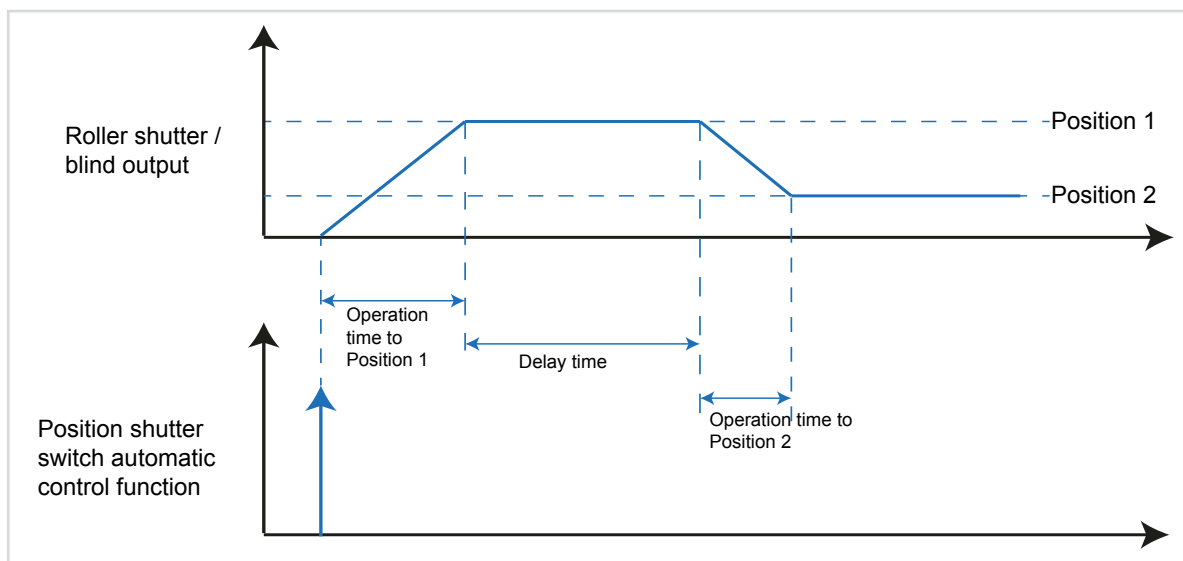 Roller shutter /
blind output
Position 1
Position 2
Operation
time to
Position 1
Delay time
Operation time to
Position 2
Position shutter
switch automatic
control function